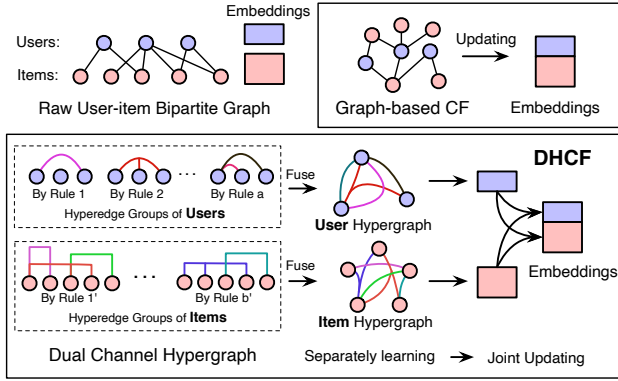 Embeddings
Users:
Items:
Raw User-item Bipartite Graph
Updating
Graph-based CF
Embeddings
DHCF
By Rule 1
By Rule 2
· · ·
By Rule a
Hyperedge Groups of Users
Fuse
User Hypergraph
By Rule 1'
· · ·
By Rule b'
Hyperedge Groups of Items
Fuse
Item Hypergraph
Embeddings
Dual Channel Hypergraph
Separately learning
Joint Updating